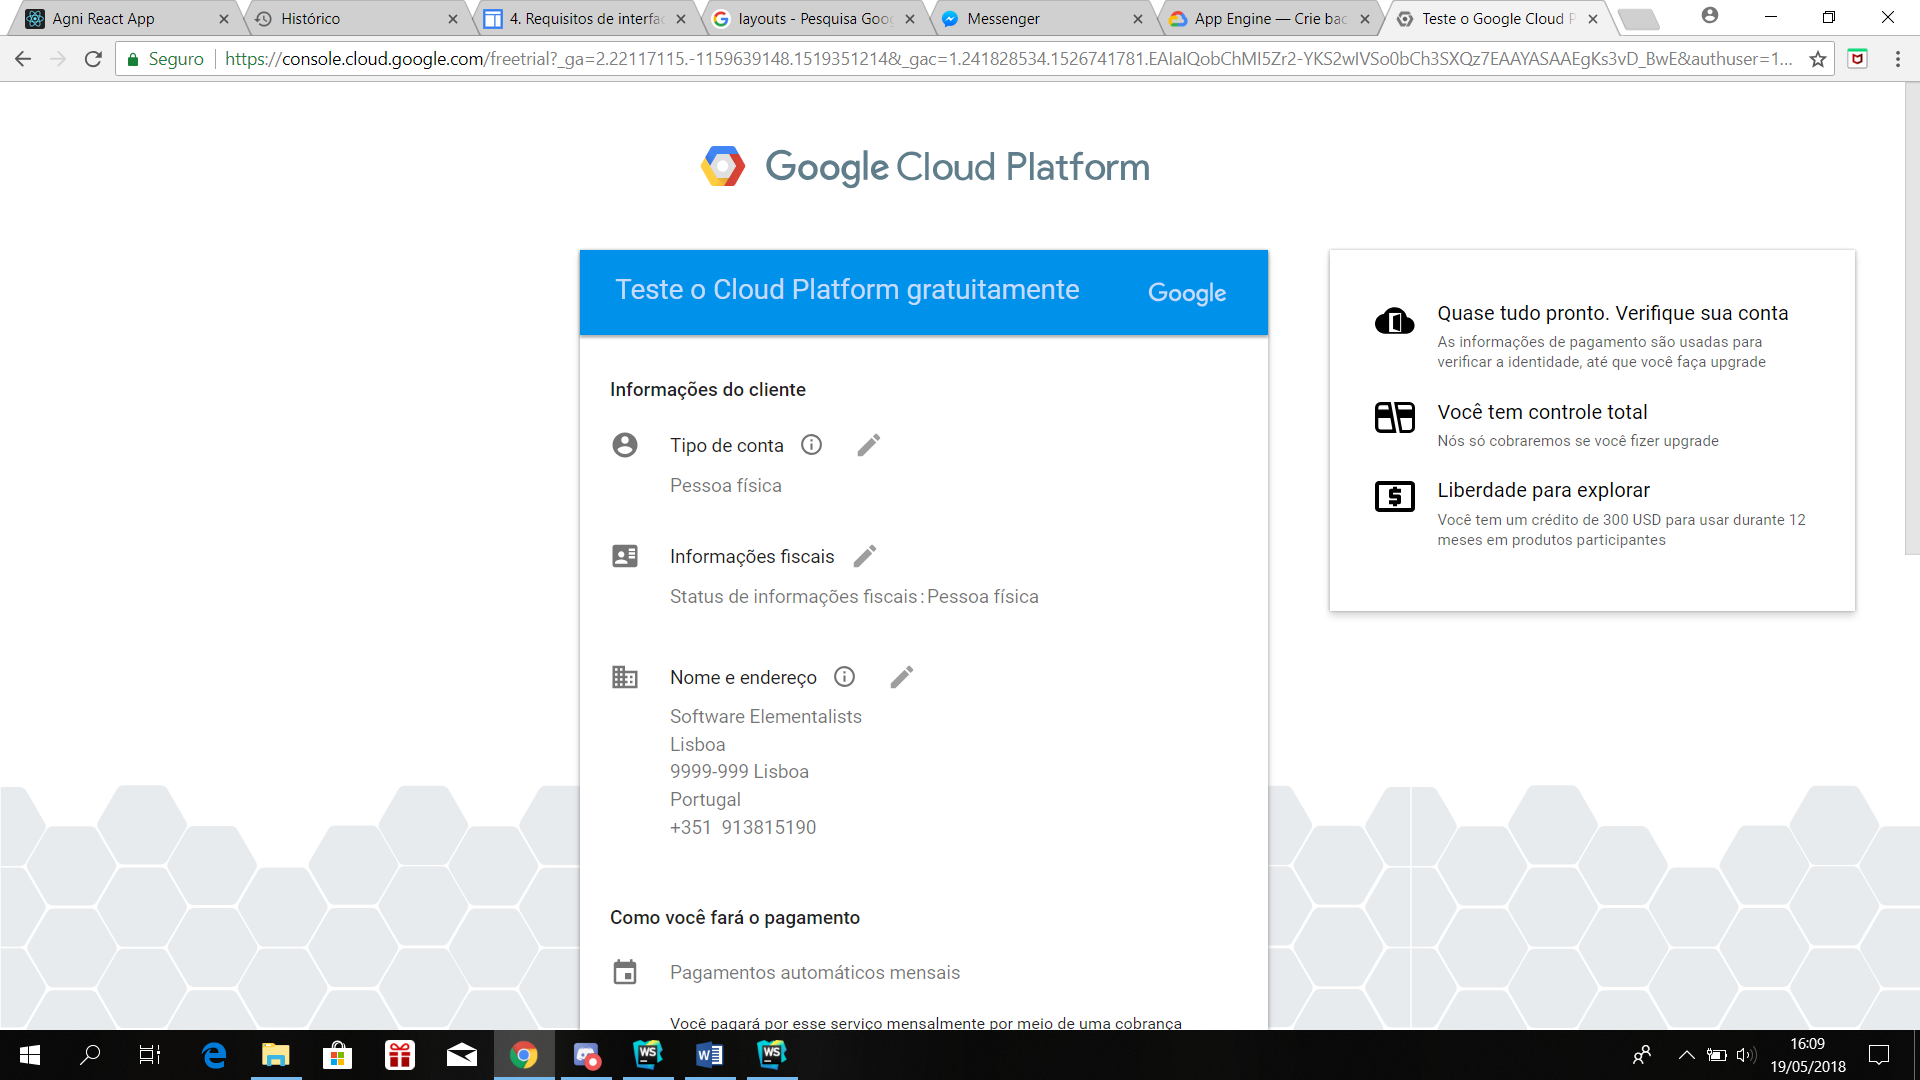 Agni React App
Histórico
4. Requisitos de interfa
layouts - Pesquisa Goo
Messenger
App Engine — Crie bac
Teste o Google Cloud P
Seguro
https://console.cloud.google.com/freetrial?_ga=2.22117115.-1159639148.1519351214&_gac=1.241828534.1526741781.EAIaIQobChMI5Zr2-YKS2wIVSo0bCh3SXQz7EAAYASAAEgKs3vD_BwE&authuser=1...
Google Cloud Platform
Teste o Cloud Platform gratuitamente
Google
Informações do cliente
Tipo de conta
Pessoa física
Informações fiscais
Status de informações fiscais: Pessoa física
Nome e endereço
Software Elementalists
Lisboa
9999-999 Lisboa
Portugal
+351 913815190
Como você fará o pagamento
Pagamentos automáticos mensais
Você pagará por esse serviço mensalmente por meio de uma cobrança
Quase tudo pronto. Verifique sua conta
As informações de pagamento são usadas para
verificar a identidade, até que você faça upgrade
Você tem controle total
Nós só cobraremos se você fizer upgrade
Liberdade para explorar
Você tem um crédito de 300 USD para usar durante 12
meses em produtos participantes
16:09
19/05/2018